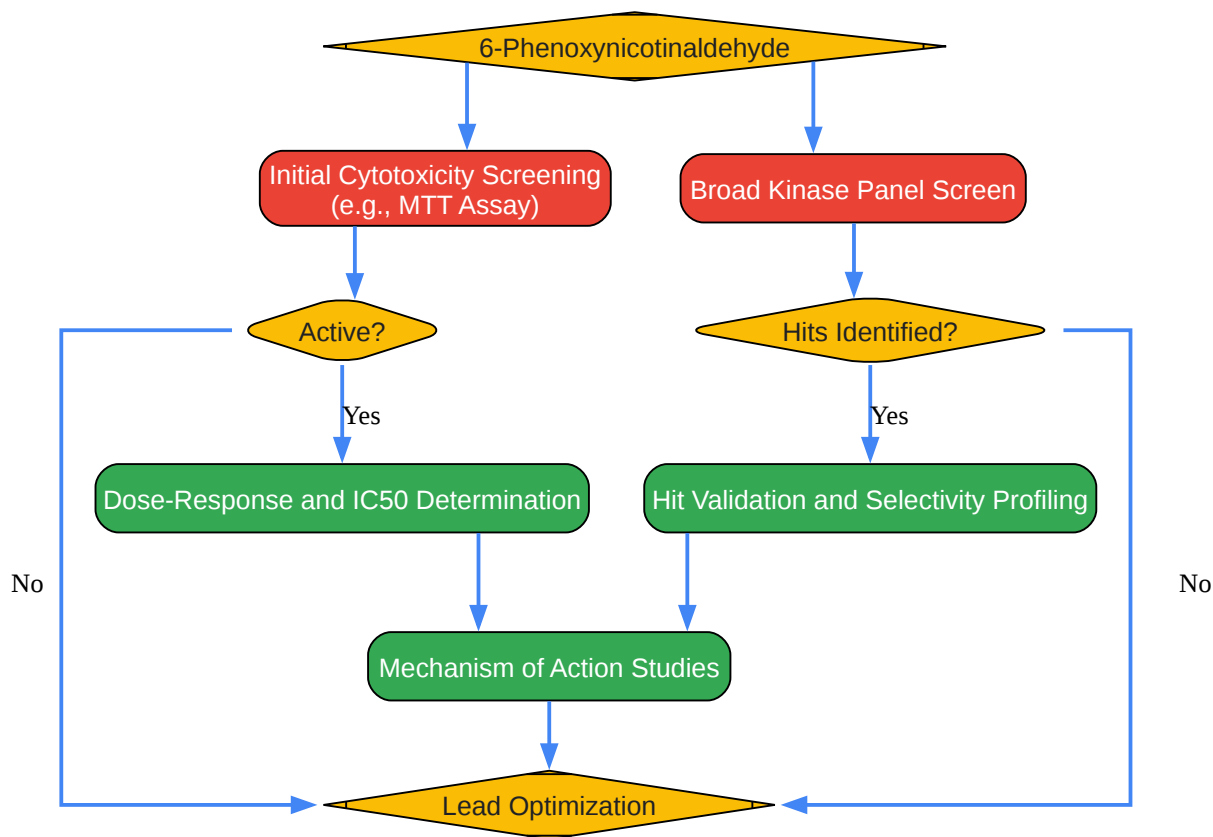 6-Phenoxynicotinaldehyde
Initial Cytotoxicity Screening
(e.g., MTT Assay)
Broad Kinase Panel Screen
Active?
Hits Identified?
Yes
Yes
Dose-Response and IC50 Determination
Hit Validation and Selectivity Profiling
No
No
Mechanism of Action Studies
Lead Optimization